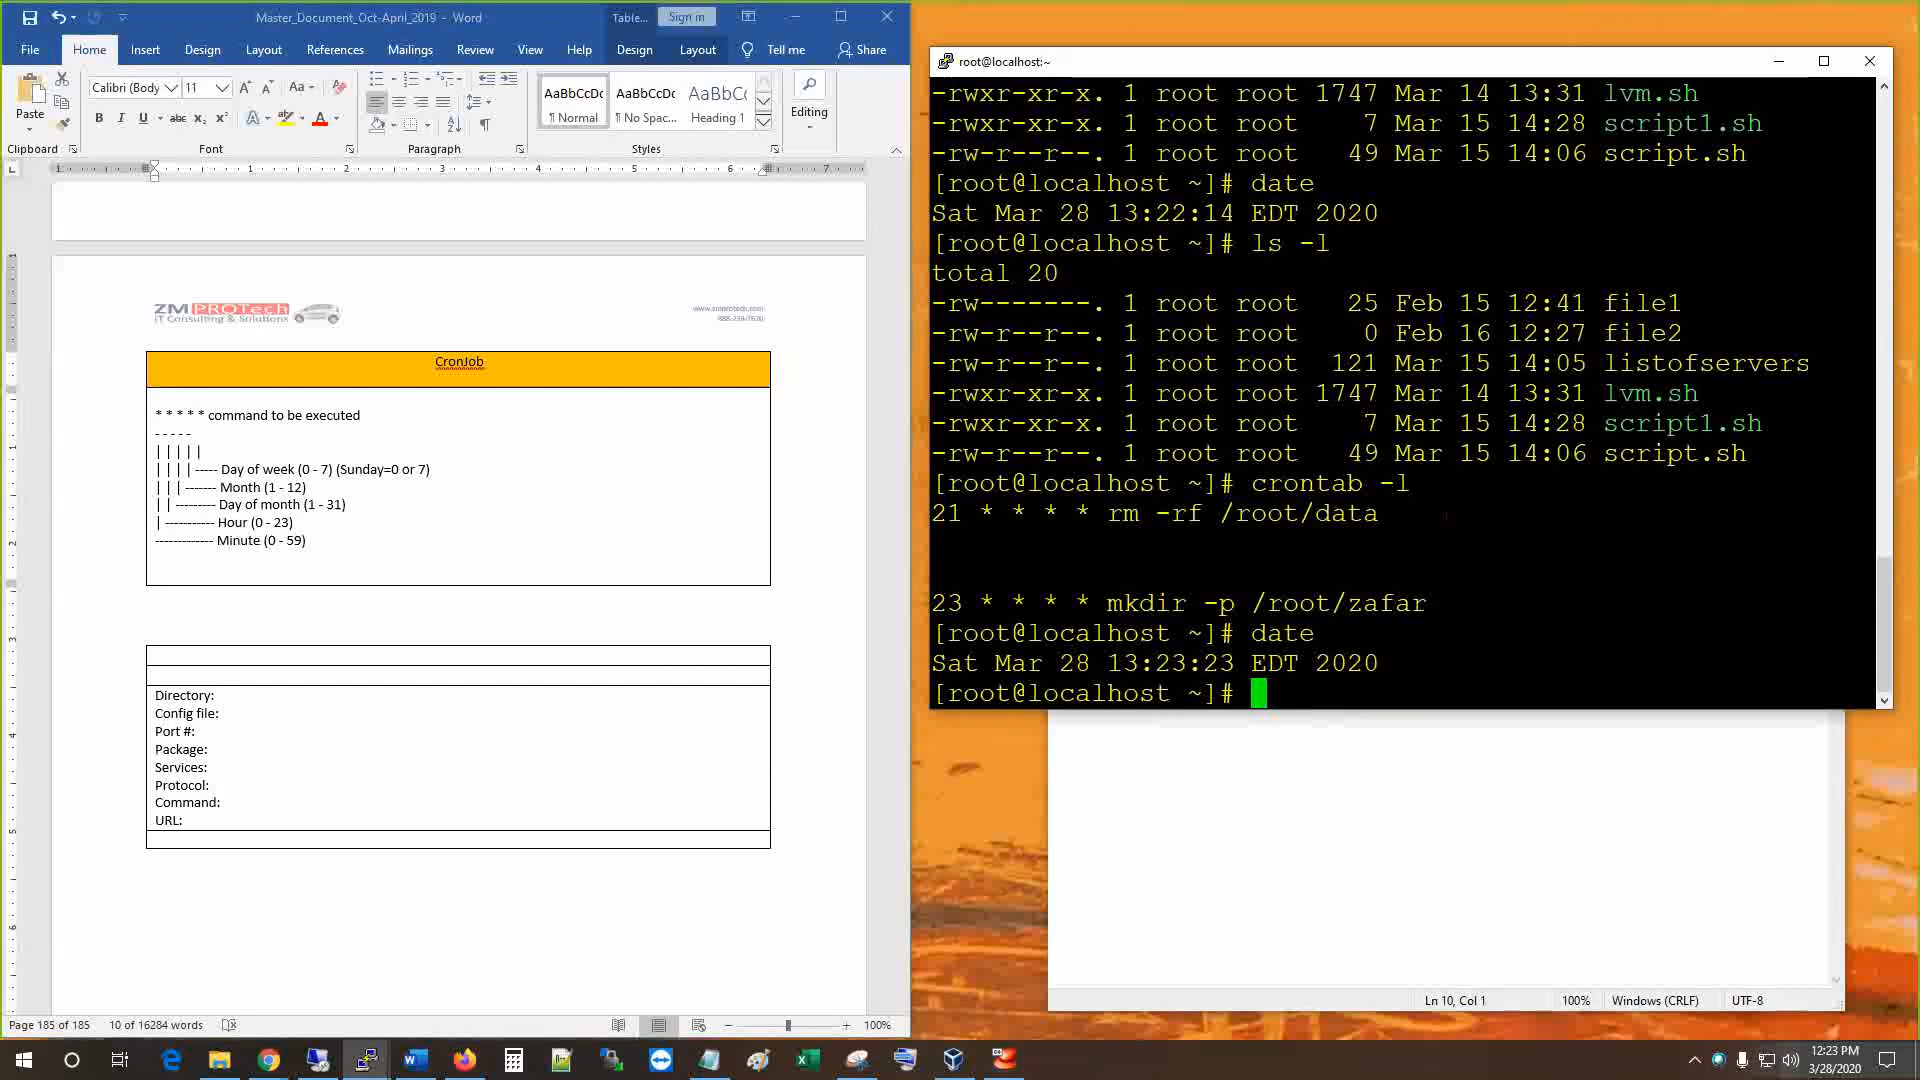 Master_Document_Oct-April_2019 - Word
Table...
Sign in
File
Home
Insert
Design
Layout
References
Mailings
Review
View
Help
Design
Layout
Tell me
Share
Paste
Calibri (Body
11
Aa
B I U abc x₂ x²
AaBbCcDc
¶ Normal
AaBbCcDc
¶ No Spac...
AaBbC(
Heading 1
Editing
Clipboard
Font
Paragraph
Styles
ZM PROTech
IT Consulting & Solutions
www.zmprotech.com
CronJob
* * * * * command to be executed
- - - - -
| | | | |
| | | | ----- Day of week (0 - 7) (Sunday=0 or 7)
| | | ------- Month (1 - 12)
| | --------- Day of month (1 - 31)
| ----------- Hour (0 - 23)
------------- Minute (0 - 59)
Directory:
Config file:
Port #:
Package:
Services:
Protocol:
Command:
URL:
Page 185 of 185
10 of 16284 words
100%
root@localhost:~
-rwxr-xr-x. 1 root root 1747 Mar 14 13:31 lvm.sh
-rwxr-xr-x. 1 root root    7 Mar 15 14:28 script1.sh
-rw-r--r--. 1 root root   49 Mar 15 14:06 script.sh
[root@localhost ~]# date
Sat Mar 28 13:22:14 EDT 2020
[root@localhost ~]# ls -l
total 20
-rw-------. 1 root root   25 Feb 15 12:41 file1
-rw-r--r--. 1 root root    0 Feb 16 12:27 file2
-rw-r--r--. 1 root root  121 Mar 15 14:05 listofservers
-rwxr-xr-x. 1 root root 1747 Mar 14 13:31 lvm.sh
-rwxr-xr-x. 1 root root    7 Mar 15 14:28 script1.sh
-rw-r--r--. 1 root root   49 Mar 15 14:06 script.sh
[root@localhost ~]# crontab -l
21 * * * * rm -rf /root/data
23 * * * * mkdir -p /root/zafar
[root@localhost ~]# date
Sat Mar 28 13:23:23 EDT 2020
[root@localhost ~]#
Ln 10, Col 1
100%
Windows (CRLF)
UTF-8
12:23 PM
3/28/2020